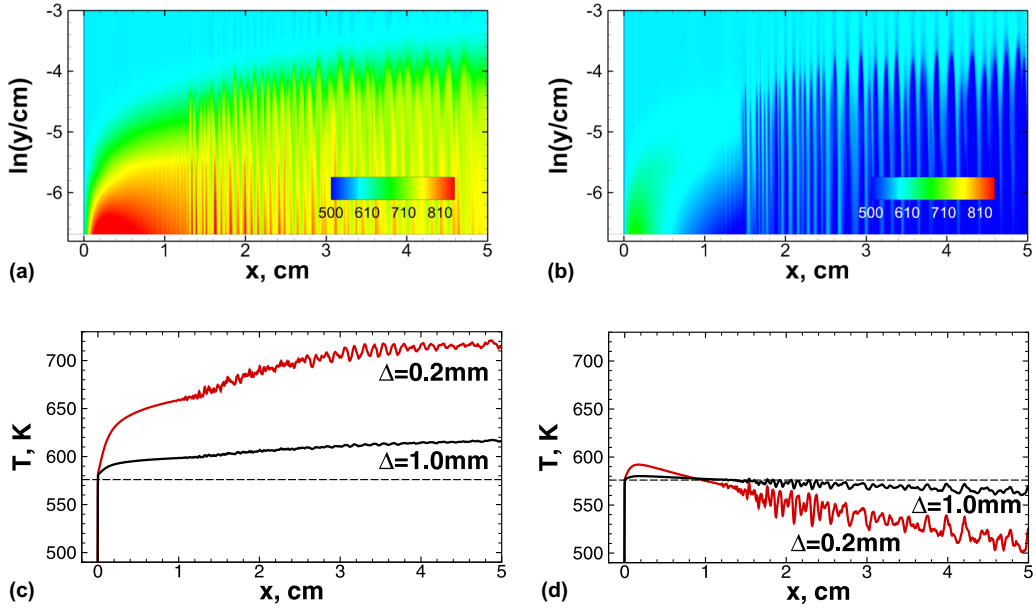 -3
-4
-5
-6
ln(y/cm)
500 610 710 810
0 1 2 3 4 5
x, cm
(a)
-3
-4
-5
-6
ln(y/cm)
500 610 710 810
0 1 2 3 4 5
x, cm
(b)
700
650
600
550
500
T, K
Δ=0.2mm
Δ=1.0mm
0 1 2 3 4 5
x, cm
(c)
700
650
600
550
500
T, K
Δ=1.0mm
Δ=0.2mm
0 1 2 3 4 5
x, cm
(d)